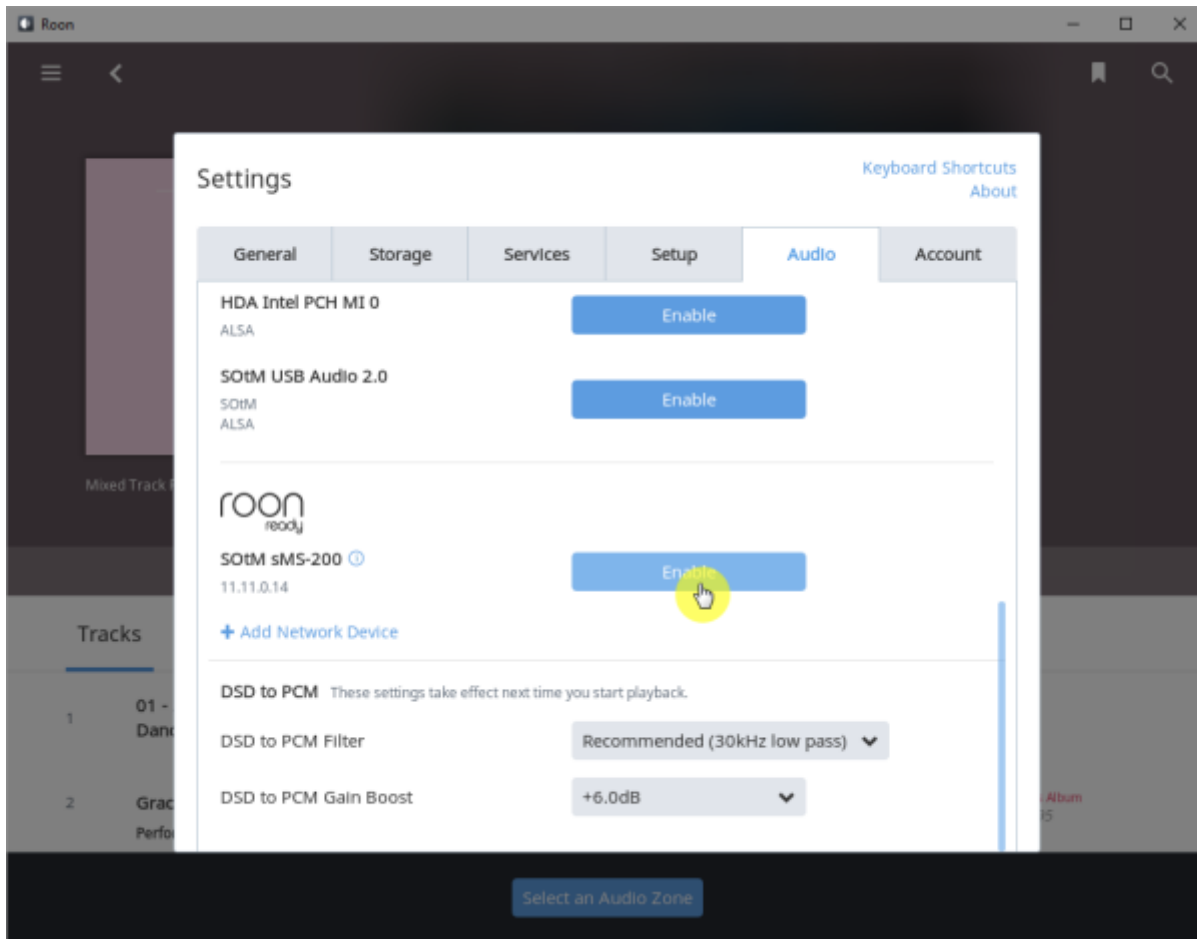 Roon
Settings
Keyboard Shortcuts
About
General Storage Services Setup Audio Account
HDA Intel PCH MI 0
ALSA
Enable
SOtM USB Audio 2.0
SOtM
ALSA
Enable
Mixed Track
roon
ready
SOtM sMS-200
11.11.0.14
Enable
+ Add Network Device
Tracks
DSD to PCM These settings take effect next time you start playback.
1 01 -
Danc
DSD to PCM Filter Recommended (30kHz low pass)
DSD to PCM Gain Boost +6.0dB
2 Grac
Perfo
Album
Select an Audio Zone